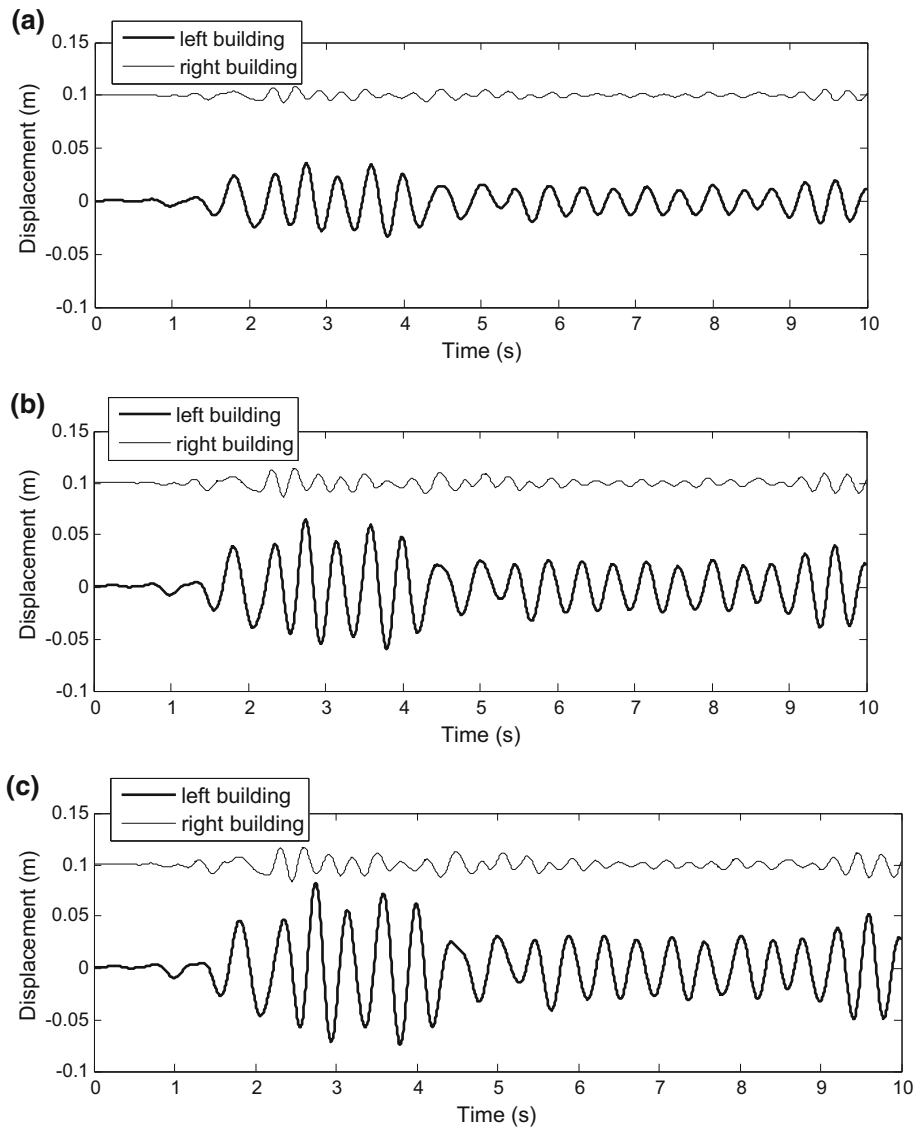 (a)
left building
right building
0.15
0.1
0.05
0
-0.05
-0.1
Displacement (m)
0 1 2 3 4 5 6 7 8 9 10
Time (s)
(b)
left building
right building
0.15
0.1
0.05
0
-0.05
-0.1
Displacement (m)
0 1 2 3 4 5 6 7 8 9 10
Time (s)
(c)
left building
right building
0.15
0.1
0.05
0
-0.05
-0.1
Displacement (m)
0 1 2 3 4 5 6 7 8 9 10
Time (s)